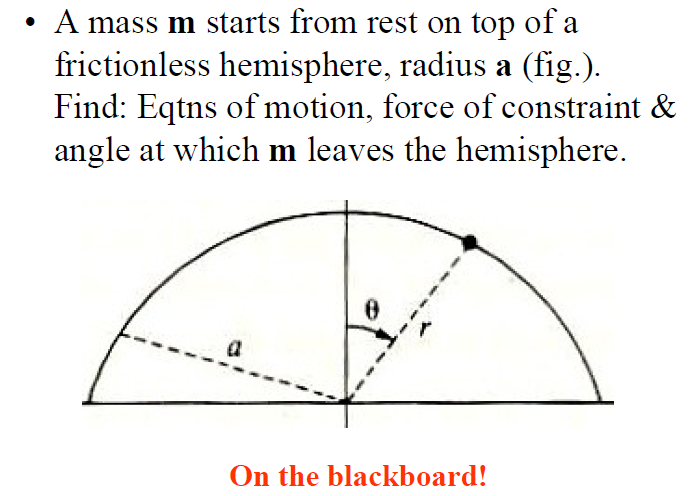 • A mass m starts from rest on top of a
frictionless hemisphere, radius a (fig.).
Find: Eqtns of motion, force of constraint &
angle at which m leaves the hemisphere.
θ
r
a
On the blackboard!